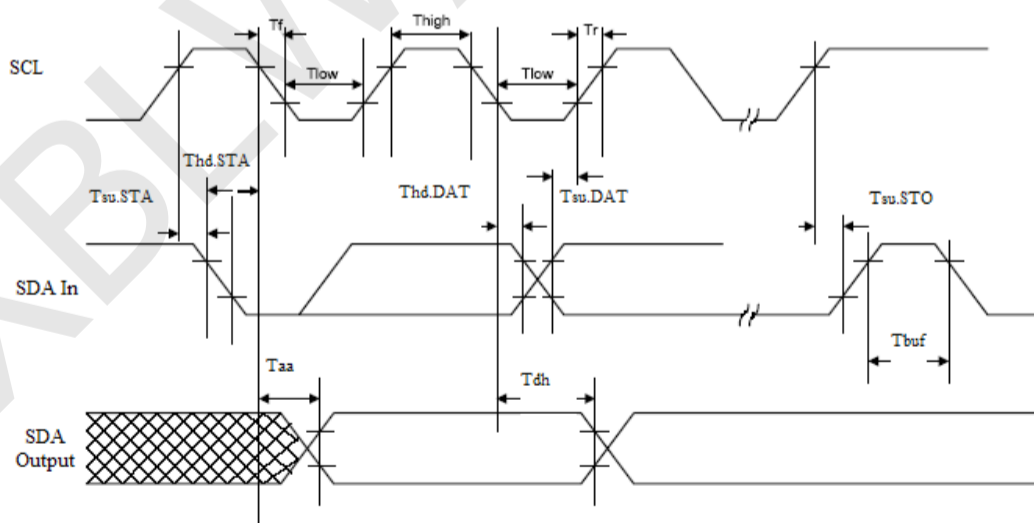 Tf
Thigh
Tr
SCL
Tlow
Tlow
Thd.STA
Tsu.STA
Thd.DAT
Tsu.DAT
Tsu.STO
SDA In
Tbuf
Taa
Tdh
SDA
Output